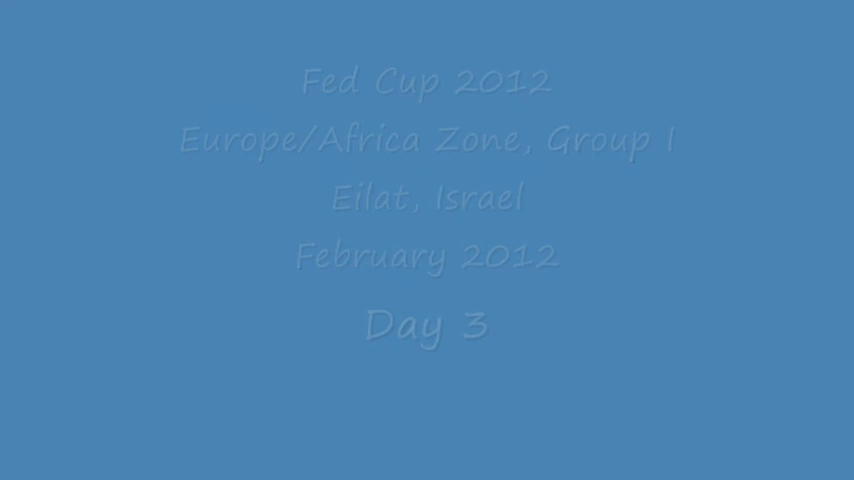 Fed Cup 2012
Europe/Africa Zone, Group I
Eilat, Israel
February 2012
Day 3